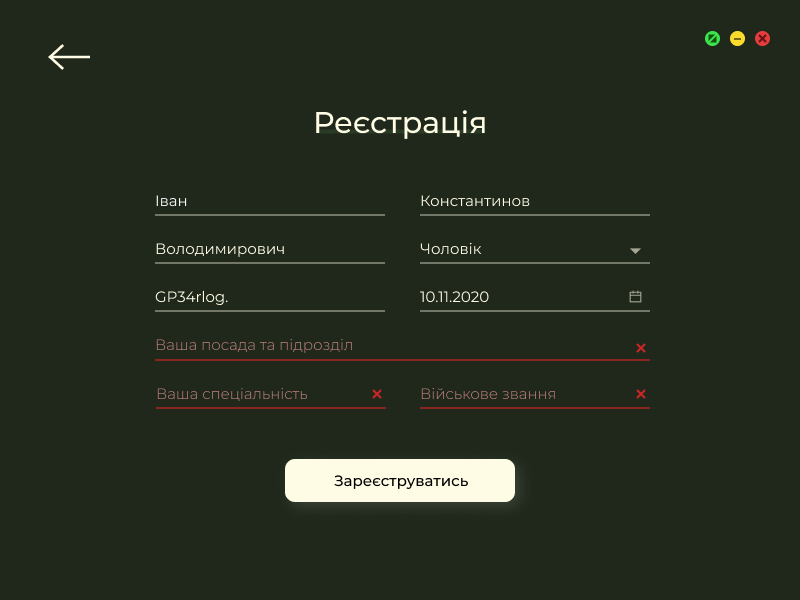 Реєстрація
Іван
Константинов
Володимирович
Чоловік
GP34rlog.
10.11.2020
Ваша посада та підрозділ
Ваша спеціальність
Військове звання
Зареєструватись